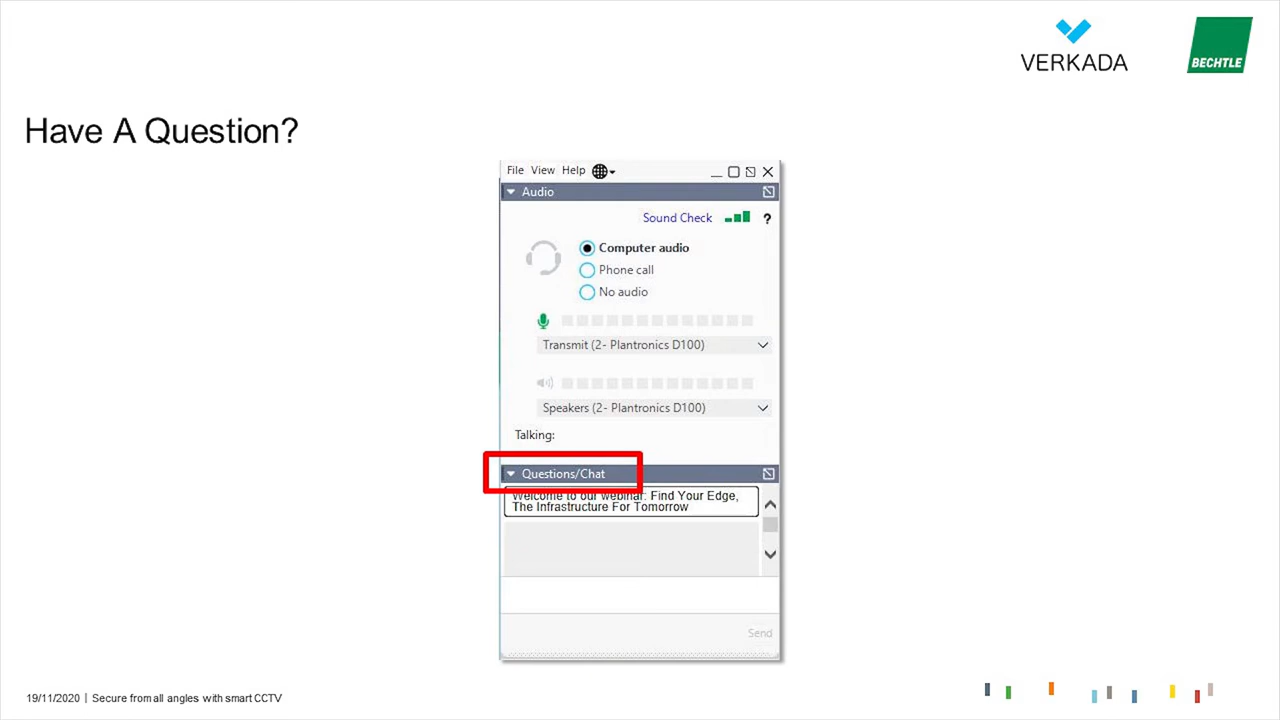 VERKADA
BECHTLE
Have A Question?
File View Help
Audio
Sound Check ?
Computer audio
Phone call
No audio
Transmit (2- Plantronics D100)
Speakers (2- Plantronics D100)
Talking:
Questions/Chat
Welcome to our webinar: Find Your Edge,
The Infrastructure For Tomorrow
Send
19/11/2020 | Secure from all angles with smart CCTV